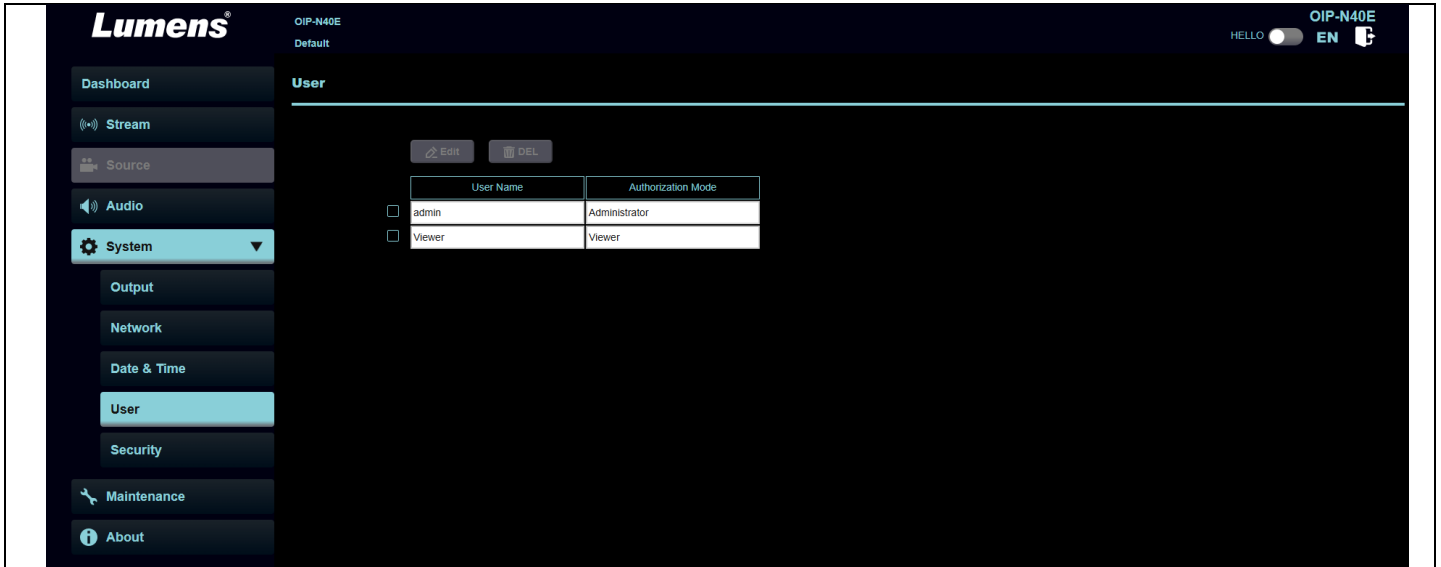 Lumens®
OIP-N40E
Default
OIP-N40E
HELLO
EN
Dashboard
Stream
Source
Audio
System
Output
Network
Date & Time
User
Security
Maintenance
About
User
Edit
DEL
User Name Authorization Mode
admin Administrator
Viewer Viewer